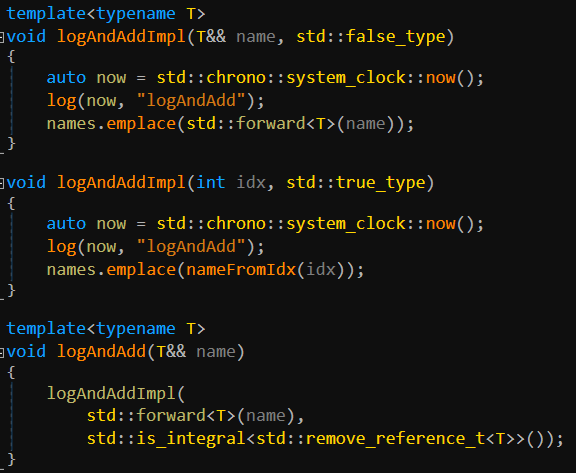 template<typename T>
void logAndAddImpl(T&& name, std::false_type)
{
    auto now = std::chrono::system_clock::now();
    log(now, "logAndAdd");
    names.emplace(std::forward<T>(name));
}
void logAndAddImpl(int idx, std::true_type)
{
    auto now = std::chrono::system_clock::now();
    log(now, "logAndAdd");
    names.emplace(nameFromIdx(idx));
}
template<typename T>
void logAndAdd(T&& name)
{
    logAndAddImpl(
        std::forward<T>(name),
        std::is_integral<std::remove_reference_t<T>>());
}